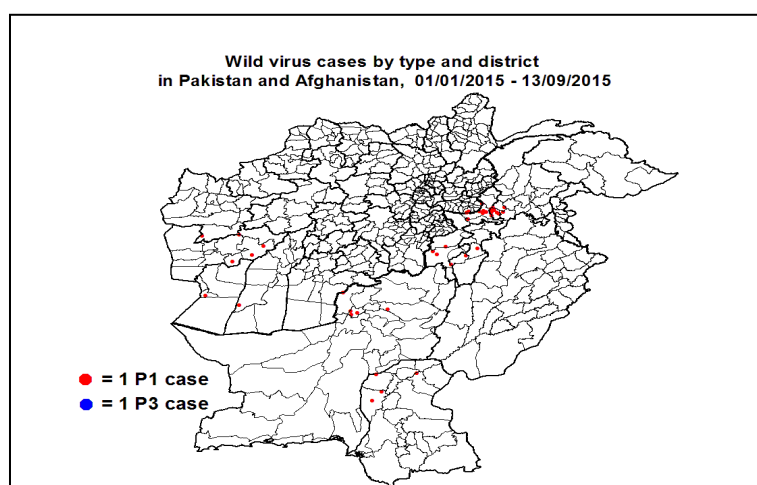 Wild virus cases by type and district
in Pakistan and Afghanistan, 01/01/2015 - 13/09/2015
= 1 P1 case
= 1 P3 case